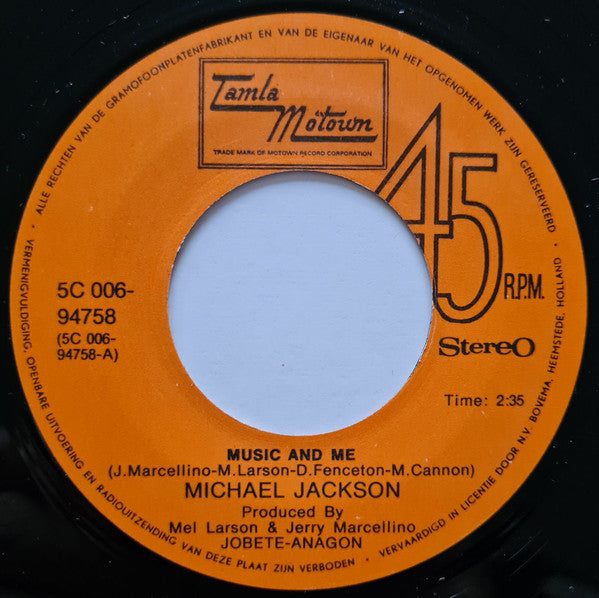 ALLE RECHTEN VAN DE GRAMOFOONPLATENFABRIKANT EN VAN DE EIGENAAR VAN HET OPGENOMEN WERK ZIJN GERESERVEERD
Tamla
Motown
TRADE MARK OF MOTOWN RECORD CORPORATION
45
R.P.M.
Stereo
5C 006-
94758
(5C 006-
94758-A)
Time: 2:35
MUSIC AND ME
(J.Marcellino-M.Larson-D.Fenceton-M.Cannon)
MICHAEL JACKSON
Produced By
Mel Larson & Jerry Marcellino
JOBETE-ANAGON
• VERMENIGVULDIGING, OPENBARE UITVOERING EN RADIOUITZENDING VAN DEZE PLAAT ZIJN VERBODEN •
VERVAARDIGD IN LICENTIE DOOR N.V. BOVEMA, HEEMSTEDE, HOLLAND •